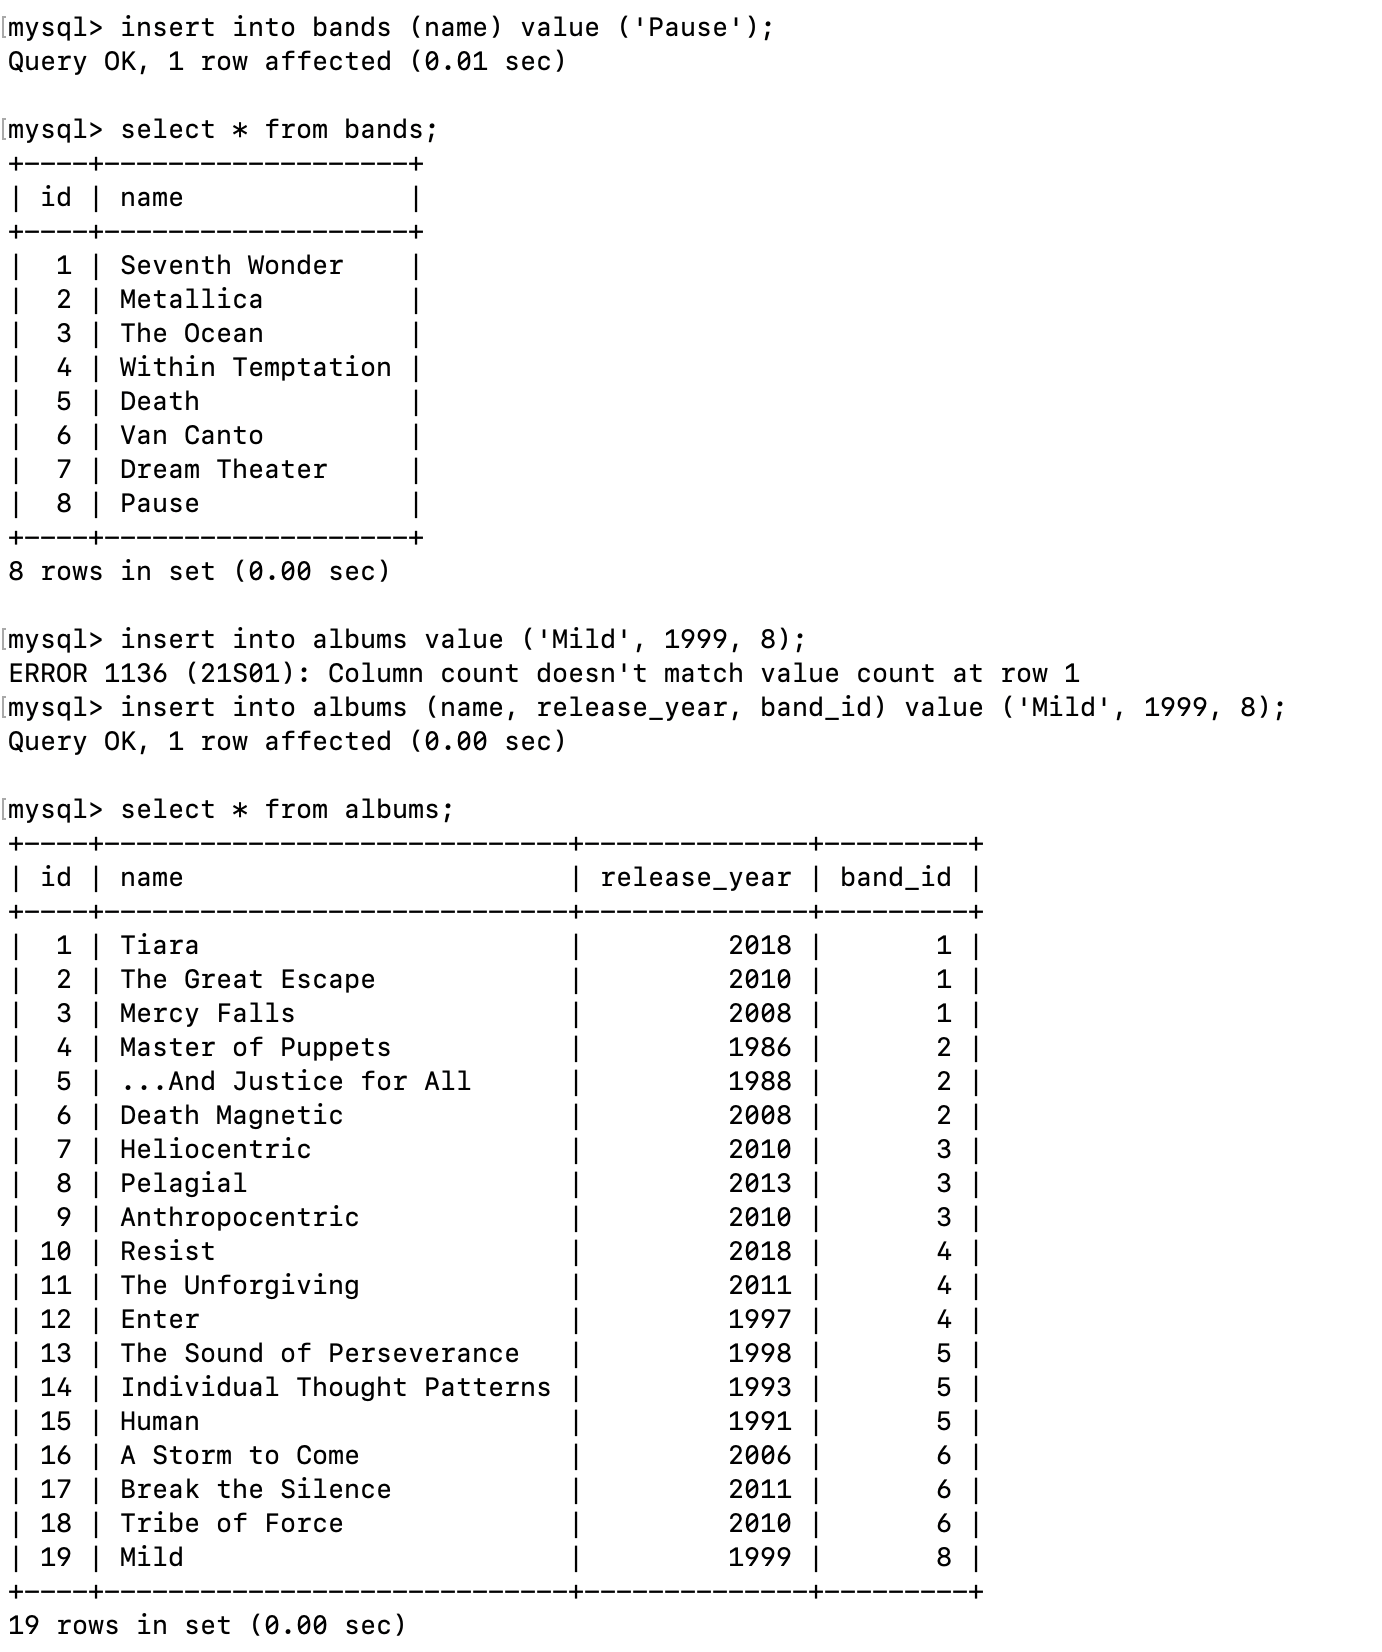 mysql> insert into bands (name) value ('Pause');
Query OK, 1 row affected (0.01 sec)
mysql> select * from bands;
+----+-------------------+
| id | name              |
+----+-------------------+
|  1 | Seventh Wonder    |
|  2 | Metallica         |
|  3 | The Ocean         |
|  4 | Within Temptation |
|  5 | Death             |
|  6 | Van Canto         |
|  7 | Dream Theater     |
|  8 | Pause             |
+----+-------------------+
8 rows in set (0.00 sec)
mysql> insert into albums value ('Mild', 1999, 8);
ERROR 1136 (21S01): Column count doesn't match value count at row 1
mysql> insert into albums (name, release_year, band_id) value ('Mild', 1999, 8);
Query OK, 1 row affected (0.00 sec)
mysql> select * from albums;
+----+-----------------------------+--------------+---------+
| id | name                        | release_year | band_id |
+----+-----------------------------+--------------+---------+
|  1 | Tiara                       |         2018 |       1 |
|  2 | The Great Escape            |         2010 |       1 |
|  3 | Mercy Falls                 |         2008 |       1 |
|  4 | Master of Puppets           |         1986 |       2 |
|  5 | ...And Justice for All      |         1988 |       2 |
|  6 | Death Magnetic              |         2008 |       2 |
|  7 | Heliocentric                |         2010 |       3 |
|  8 | Pelagial                    |         2013 |       3 |
|  9 | Anthropocentric             |         2010 |       3 |
| 10 | Resist                      |         2018 |       4 |
| 11 | The Unforgiving             |         2011 |       4 |
| 12 | Enter                       |         1997 |       4 |
| 13 | The Sound of Perseverance   |         1998 |       5 |
| 14 | Individual Thought Patterns |         1993 |       5 |
| 15 | Human                       |         1991 |       5 |
| 16 | A Storm to Come             |         2006 |       6 |
| 17 | Break the Silence           |         2011 |       6 |
| 18 | Tribe of Force              |         2010 |       6 |
| 19 | Mild                        |         1999 |       8 |
+----+-----------------------------+--------------+---------+
19 rows in set (0.00 sec)